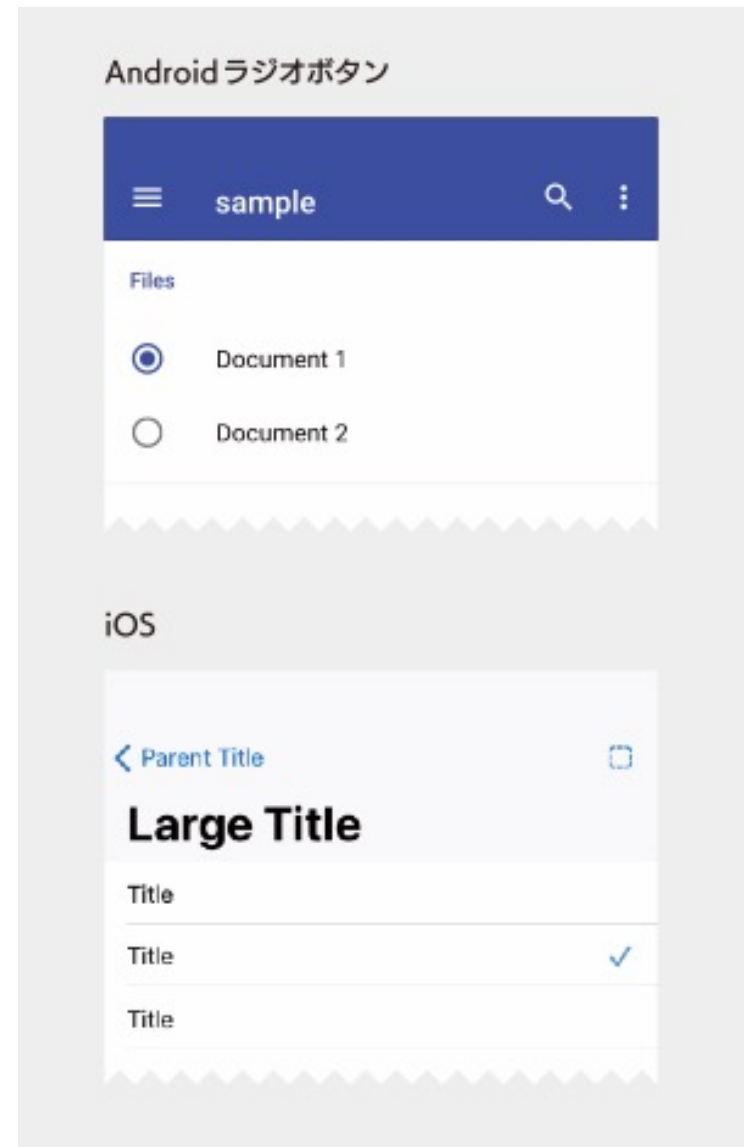 Androidラジオボタン
sample
Files
Document 1
Document 2
iOS
Parent Title
Large Title
Title
Title
Title